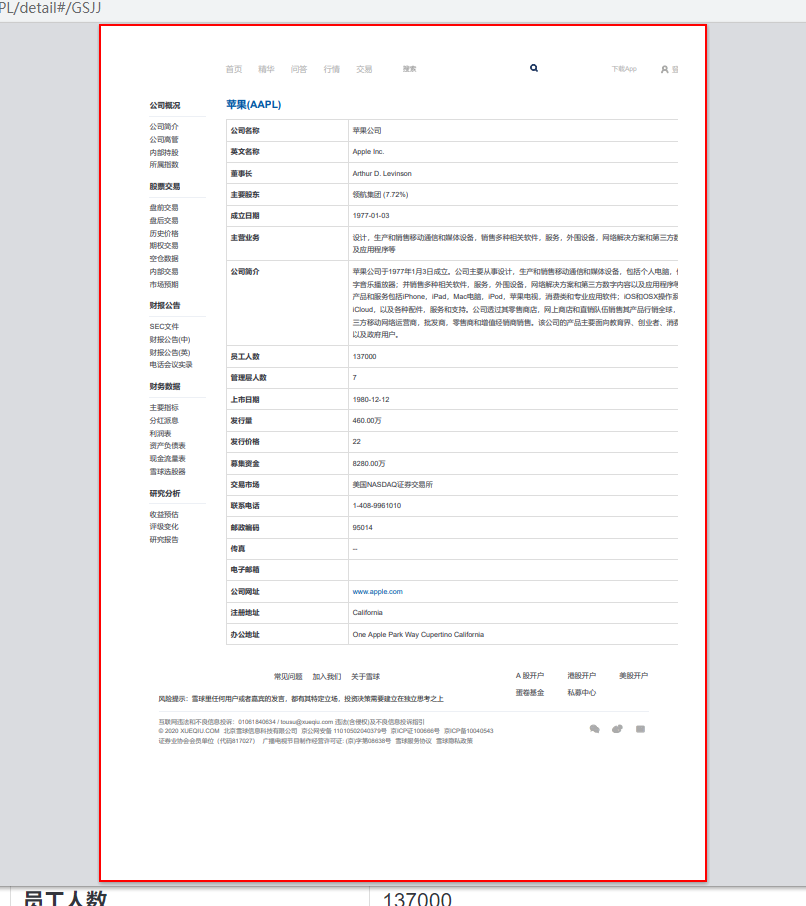 PL/detail#/GSJJ
首页 精华 问答 行情 交易 搜索 下载App
公司概况
公司简介
公司高管
内部持股
所属指数
股票交易
盘前交易
盘后交易
历史价格
期权交易
空仓数据
内部交易
市场预期
财报公告
SEC文件
财报公告(中)
财报公告(英)
电话会议实录
财务数据
主要指标
分红派息
利润表
资产负债表
现金流量表
雪球选股器
研究分析
收益预估
评级变化
研究报告
苹果(AAPL)
公司名称 苹果公司
英文名称 Apple Inc.
董事长 Arthur D. Levinson
主要股东 领航集团 (7.72%)
成立日期 1977-01-03
主营业务 设计，生产和销售移动通信和媒体设备，销售多种相关软件，服务，外围设备，网络解决方案和第三方数
及应用程序等
公司简介 苹果公司于1977年1月3日成立。公司主要从事设计，生产和销售移动通信和媒体设备，包括个人电脑，
字音乐播放器；并销售多种相关软件，服务，外围设备，网络解决方案和第三方数字内容以及应用程序等
产品和服务包括iPhone，iPad，Mac电脑，iPod，苹果电视，消费类和专业应用软件；iOS和OSX操作系
iCloud，以及各种配件，服务和支持。公司透过其零售商店，网上商店和直销队伍销售其产品行销全球，
三方移动网络运营商，批发商，零售商和增值经销商销售。该公司的产品主要面向教育界、创业者、消费
以及政府用户。
员工人数 137000
管理层人数 7
上市日期 1980-12-12
发行量 460.00万
发行价格 22
募集资金 8280.00万
交易市场 美国NASDAQ证券交易所
联系电话 1-408-9961010
邮政编码 95014
传真 --
电子邮箱
公司网址 www.apple.com
注册地址 California
办公地址 One Apple Park Way Cupertino California
常见问题 加入我们 关于雪球
A 股开户 港股开户 美股开户
蛋卷基金 私募中心
风险提示：雪球里任何用户或者嘉宾的发言，都有其特定立场，投资决策需要建立在独立思考之上
互联网违法和不良信息投诉：01061840634 / tousu@xueqiu.com 违法(含侵权)及不良信息投诉指引
© 2020 XUEQIU.COM 北京雪球信息科技有限公司 京公网安备 11010502040379号 京ICP证100666号 京ICP备10040543
证券业协会会员单位（代码817027） 广播电视节目制作经营许可证: (京)字第08638号 雪球服务协议 雪球隐私政策
员工人数 137000